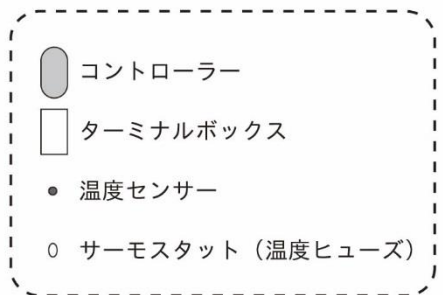 コントローラー
ターミナルボックス
温度センサー
サーモスタット（温度ヒューズ）